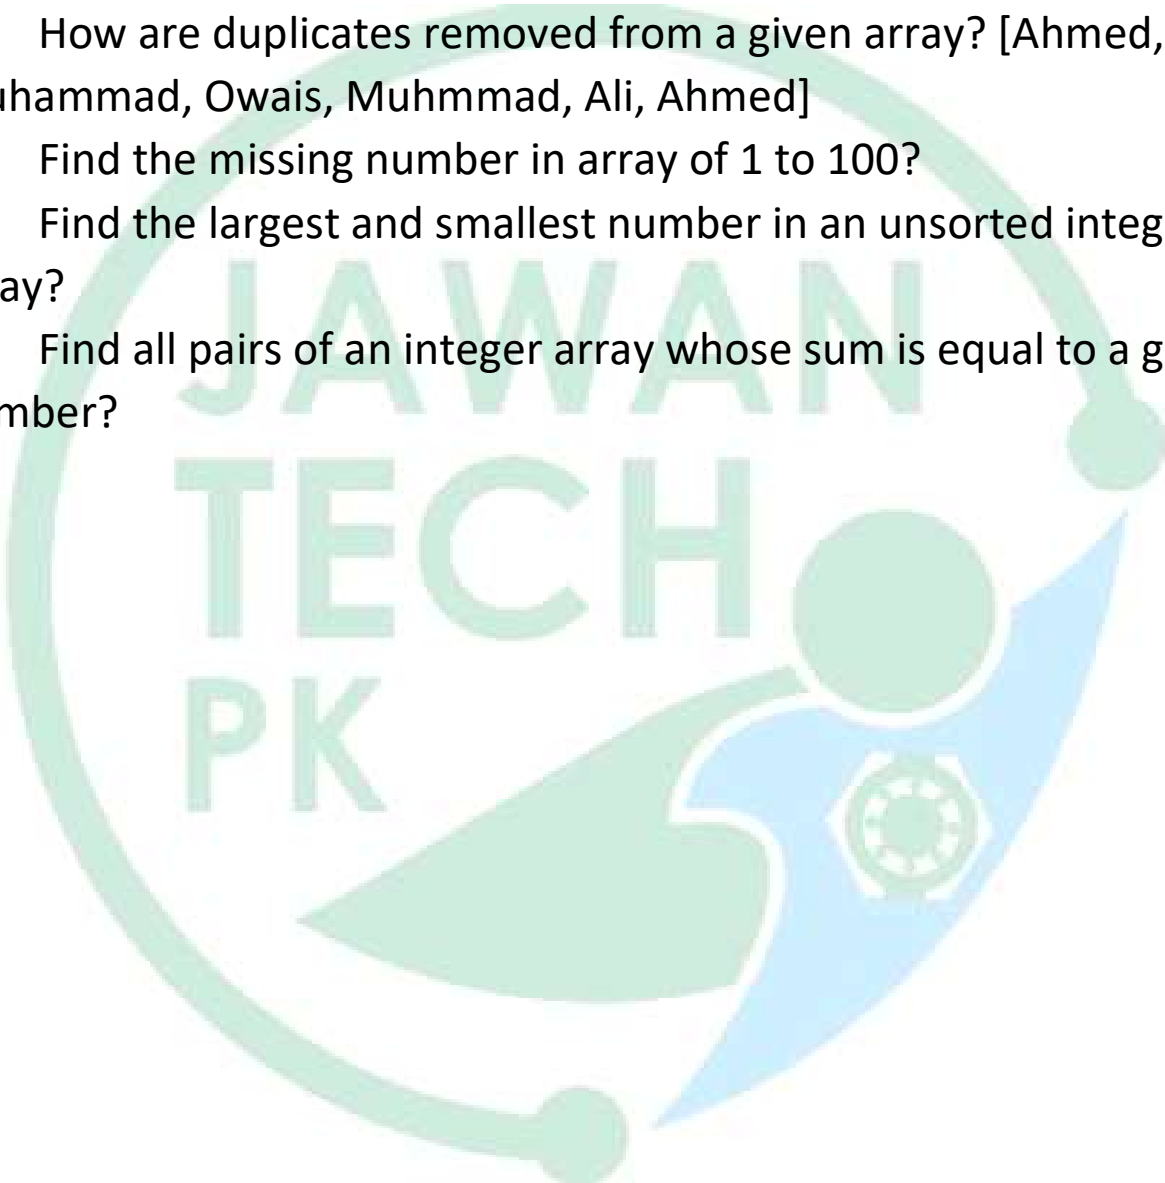 How are duplicates removed from a given array? [Ahmed,
uhammad, Owais, Muhmmad, Ali, Ahmed]
Find the missing number in array of 1 to 100?
Find the largest and smallest number in an unsorted integ
ay?
Find all pairs of an integer array whose sum is equal to a g
mber?
JAWAN
TECH
PK